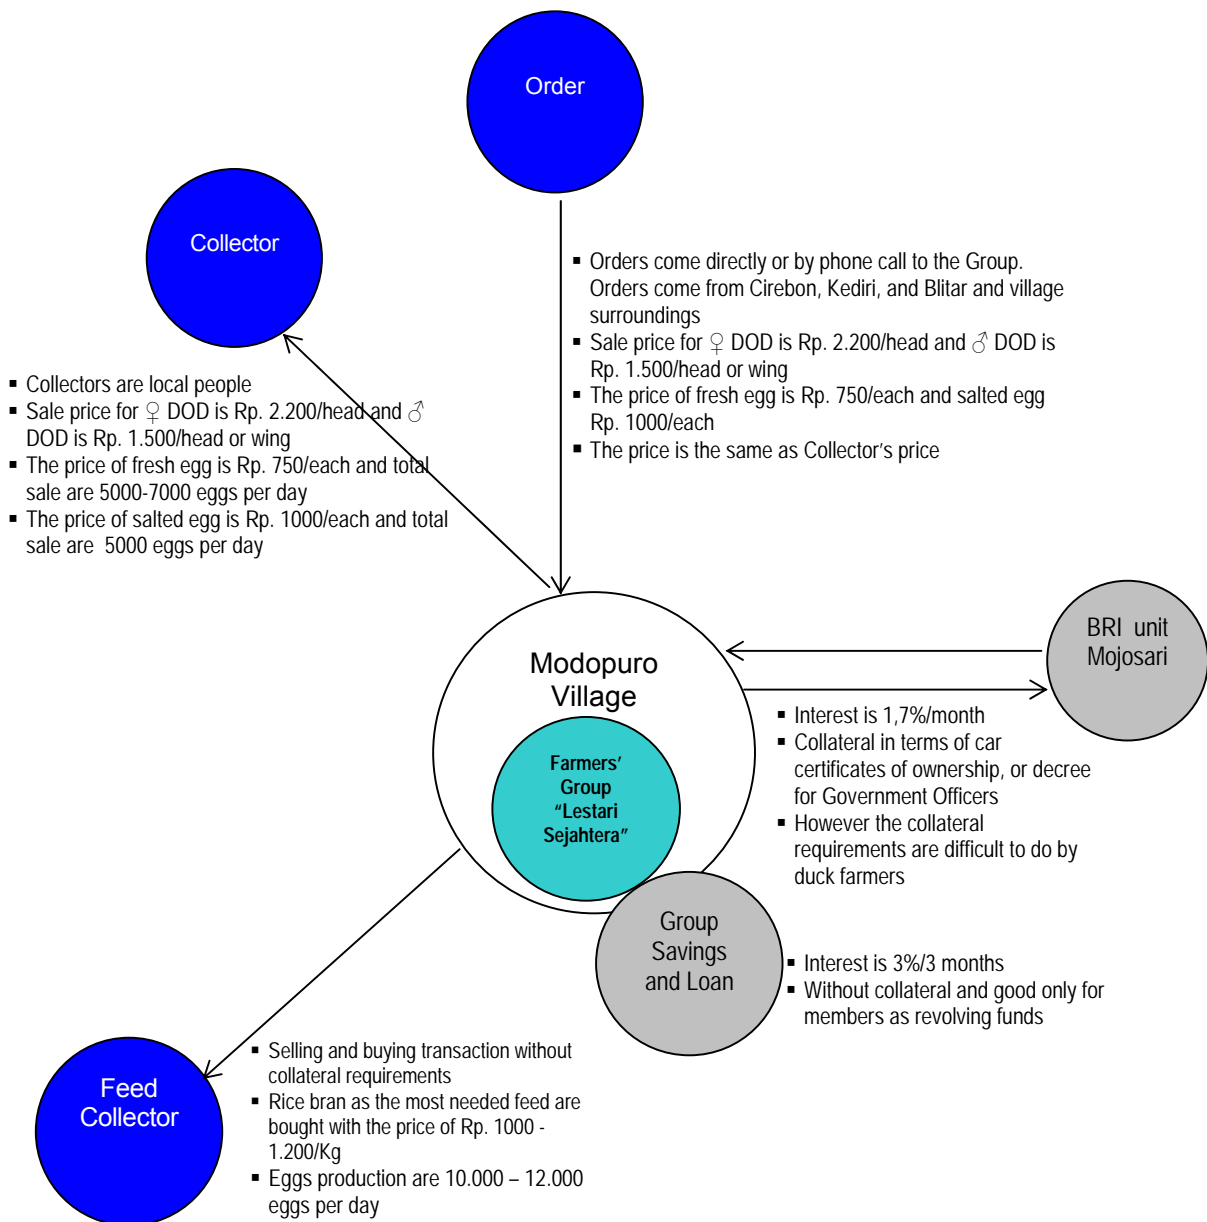 Order
Collector
▪ Orders come directly or by phone call to the Group.
Orders come from Cirebon, Kediri, and Blitar and village
surroundings
▪ Sale price for ♀ DOD is Rp. 2.200/head and ♂ DOD is
Rp. 1.500/head or wing
▪ The price of fresh egg is Rp. 750/each and salted egg
Rp. 1000/each
▪ The price is the same as Collector's price
▪ Collectors are local people
▪ Sale price for ♀ DOD is Rp. 2.200/head and ♂
DOD is Rp. 1.500/head or wing
▪ The price of fresh egg is Rp. 750/each and total
sale are 5000-7000 eggs per day
▪ The price of salted egg is Rp. 1000/each and total
sale are 5000 eggs per day
BRI unit
Mojosari
Modopuro
Village
Farmers'
Group
"Lestari
Sejahtera"
▪ Interest is 1,7%/month
▪ Collateral in terms of car
certificates of ownership, or decree
for Government Officers
▪ However the collateral
requirements are difficult to do by
duck farmers
Group
Savings
and Loan
▪ Interest is 3%/3 months
▪ Without collateral and good only for
members as revolving funds
Feed
Collector
▪ Selling and buying transaction without
collateral requirements
▪ Rice bran as the most needed feed are
bought with the price of Rp. 1000 -
1.200/Kg
▪ Eggs production are 10.000 – 12.000
eggs per day